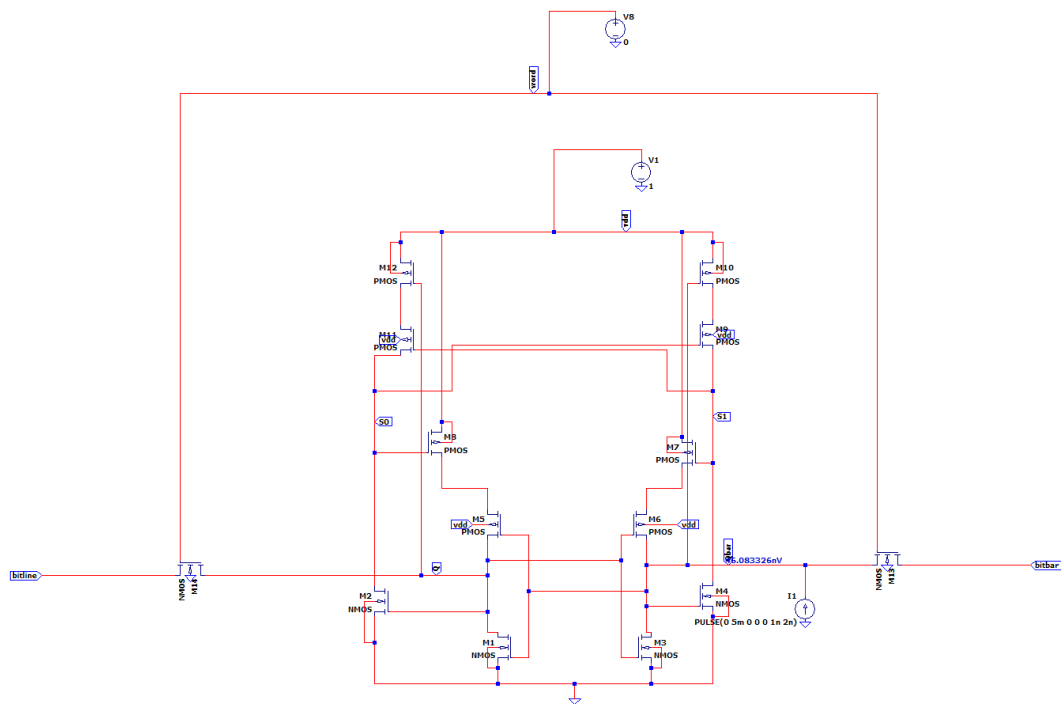 V8
0
word
V1
1
vdd
M12
PMOS
M10
PMOS
M11
vdd
PMOS
M9
vdd
PMOS
S0
S1
M8
PMOS
M7
PMOS
vdd
M5
PMOS
M6
vdd
PMOS
Q
Qbar
6.083326nV
bitline
NMOS
M14
NMOS
M13
bitbar
M2
NMOS
M4
NMOS
I1
PULSE(0 5m 0 0 0 1n 2n)
M1
NMOS
M3
NMOS